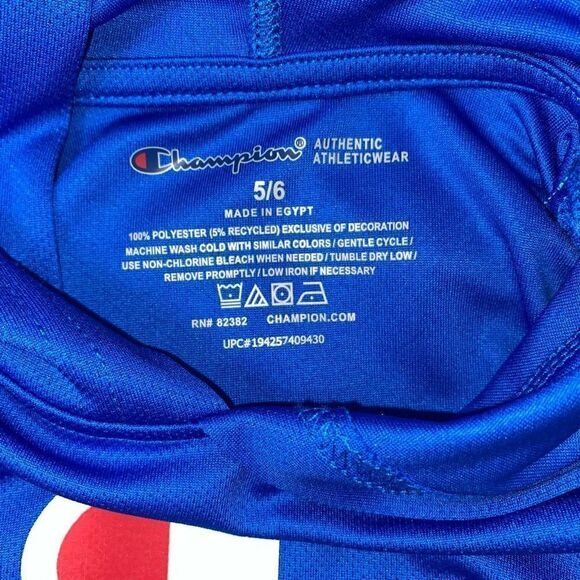 Champion® AUTHENTIC
ATHLETICWEAR
5/6
MADE IN EGYPT
100% POLYESTER (5% RECYCLED) EXCLUSIVE OF DECORATION
MACHINE WASH COLD WITH SIMILAR COLORS / GENTLE CYCLE /
USE NON-CHLORINE BLEACH WHEN NEEDED / TUMBLE DRY LOW /
REMOVE PROMPTLY / LOW IRON IF NECESSARY
RN# 82382 CHAMPION.COM
UPC#194257409430